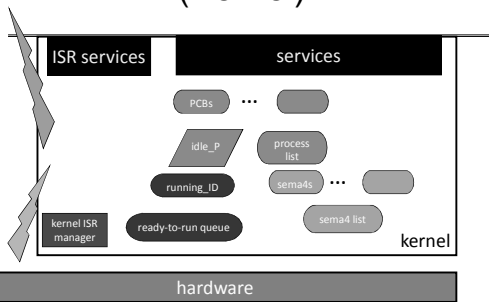 ISR services
services
PCBs
...
idle_P
process
list
running_ID
sema4s
...
kernel ISR
manager
ready-to-run queue
sema4 list
kernel
hardware